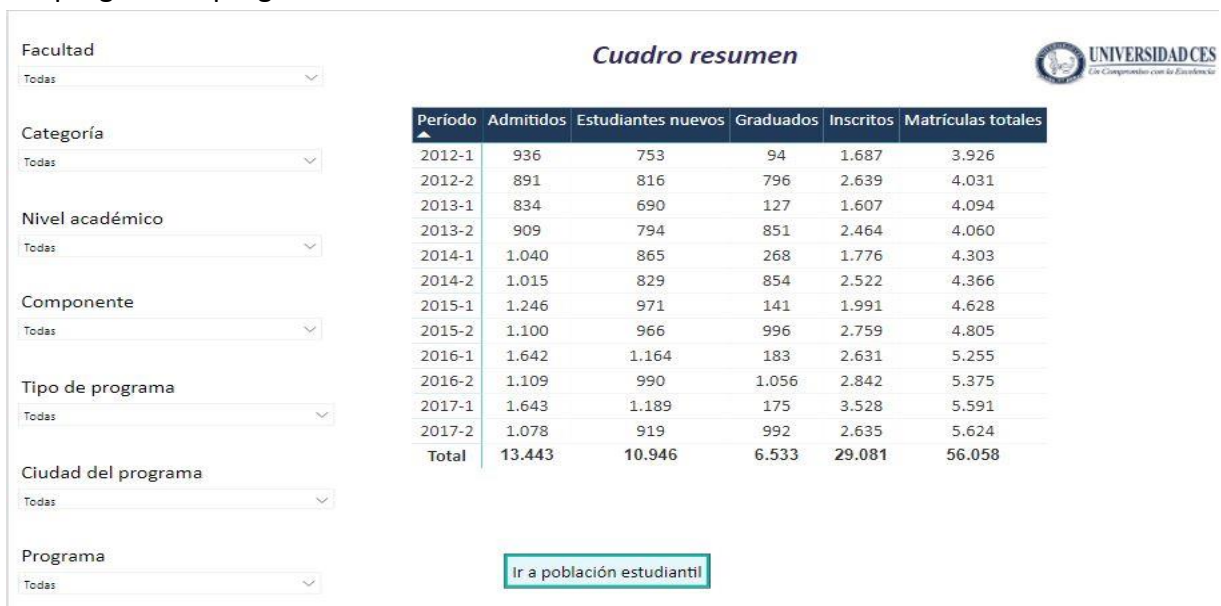 Facultad
Todas
Categoría
Todas
Nivel académico
Todas
Componente
Todas
Tipo de programa
Todas
Ciudad del programa
Todas
Programa
Todas
Cuadro resumen
UNIVERSIDAD CES
Un Compromiso con la Excelencia
Período Admitidos Estudiantes nuevos Graduados Inscritos Matrículas totales
2012-1 936 753 94 1.687 3.926
2012-2 891 816 796 2.639 4.031
2013-1 834 690 127 1.607 4.094
2013-2 909 794 851 2.464 4.060
2014-1 1.040 865 268 1.776 4.303
2014-2 1.015 829 854 2.522 4.366
2015-1 1.246 971 141 1.991 4.628
2015-2 1.100 966 996 2.759 4.805
2016-1 1.642 1.164 183 2.631 5.255
2016-2 1.109 990 1.056 2.842 5.375
2017-1 1.643 1.189 175 3.528 5.591
2017-2 1.078 919 992 2.635 5.624
Total 13.443 10.946 6.533 29.081 56.058
Ir a población estudiantil